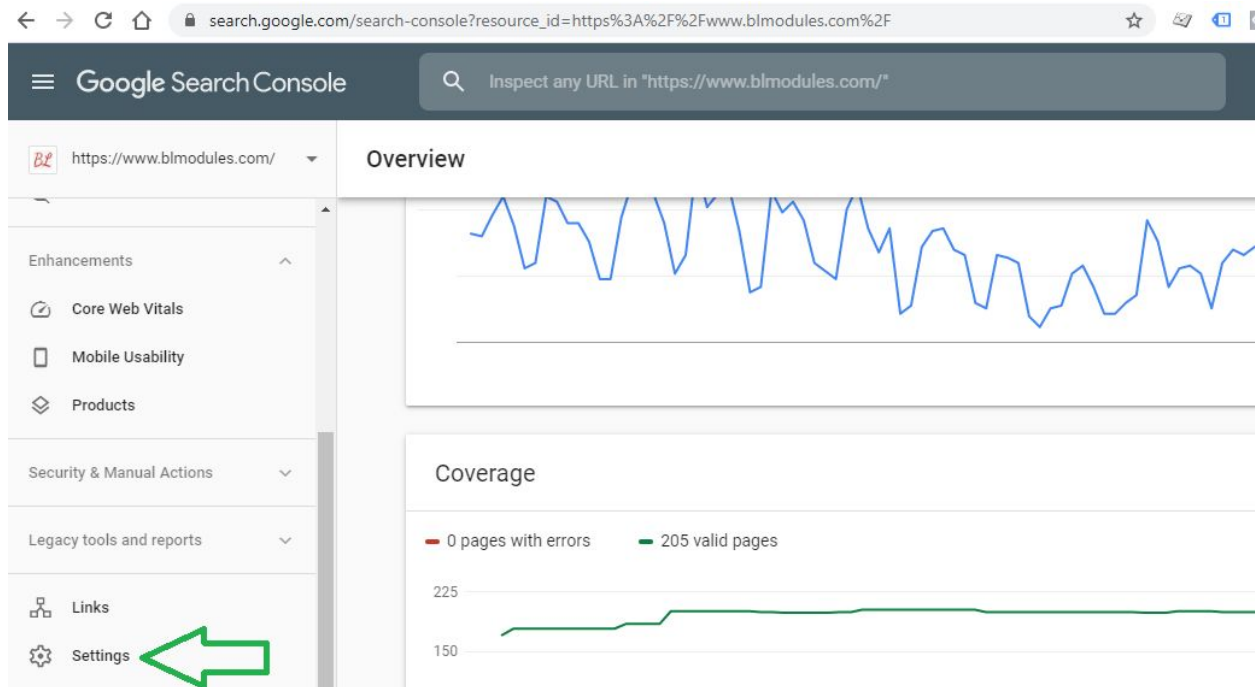 search.google.com/search-console?resource_id=https%3A%2F%2Fwww.blmodules.com%2F
Google Search Console
Inspect any URL in "https://www.blmodules.com/"
BL https://www.blmodules.com/
Overview
Enhancements
Core Web Vitals
Mobile Usability
Products
Security & Manual Actions
Legacy tools and reports
Links
Settings
Coverage
0 pages with errors
205 valid pages
225
150